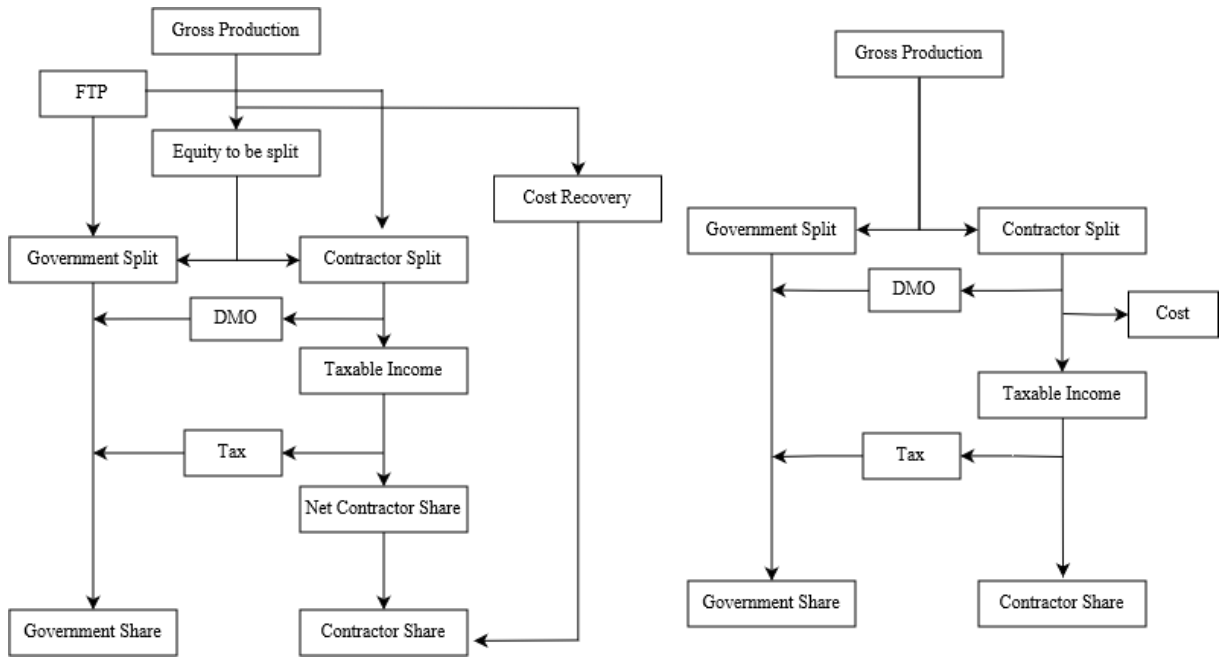 Gross Production
FTP
Equity to be split
Cost Recovery
Government Split
Contractor Split
DMO
Taxable Income
Tax
Net Contractor Share
Government Share
Contractor Share
Gross Production
Government Split
Contractor Split
DMO
Cost
Taxable Income
Tax
Government Share
Contractor Share